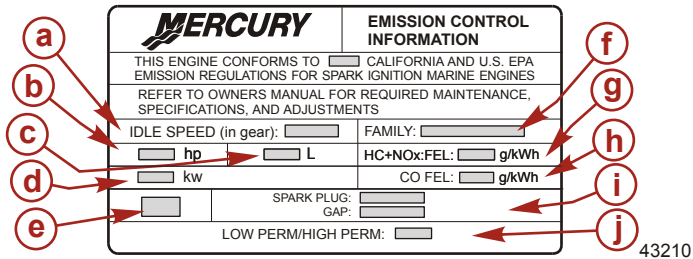 MERCURY
EMISSION CONTROL
INFORMATION
THIS ENGINE CONFORMS TO CALIFORNIA AND U.S. EPA
EMISSION REGULATIONS FOR SPARK IGNITION MARINE ENGINES
REFER TO OWNERS MANUAL FOR REQUIRED MAINTENANCE,
SPECIFICATIONS, AND ADJUSTMENTS
IDLE SPEED (in gear): FAMILY:
hp L HC+NOx:FEL: g/kWh
kw CO FEL: g/kWh
SPARK PLUG:
GAP:
LOW PERM/HIGH PERM:
a
b
c
d
e
f
g
h
i
j
43210